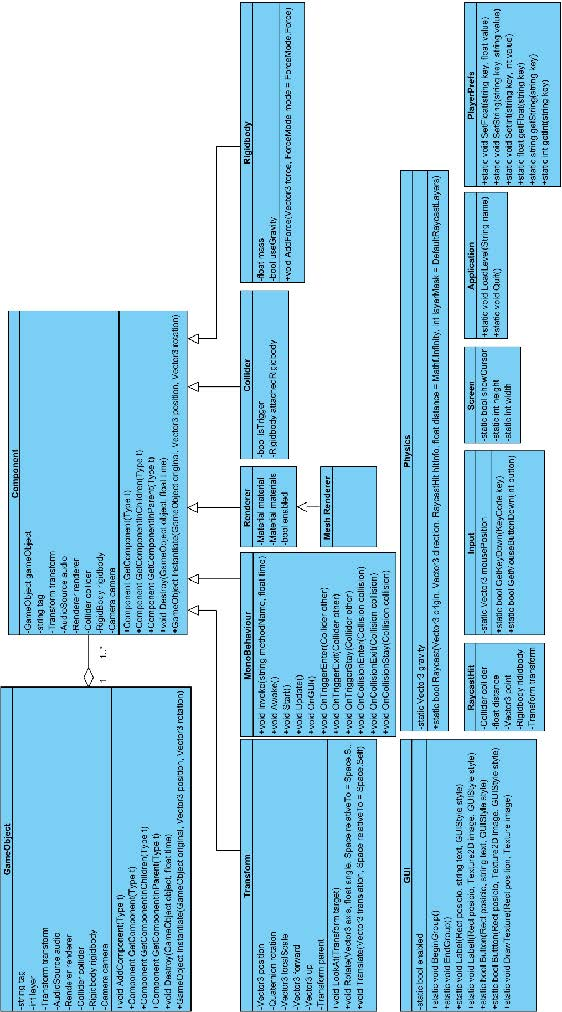 GameObject
-string tag
-int layer
-Transform transform
-AudioSource audio
-Renderer renderer
-Collider collider
-Rigidbody rigidbody
-Camera camera
+void AddComponent(Type t)
+Component GetComponent(Type t)
+Component GetComponentInChildren(Type t)
+Component GetComponentInParent(Type t)
+void Destroy(GameObject object, float time)
+GameObject Instantiate(GameObject original, Vector3 position, Vector3 rotation)
1
1..*
Component
-GameObject gameObject
-string tag
-Transform transform
-AudioSource audio
-Renderer renderer
-Collider collider
-RigidBody rigidbody
-Camera camera
+Component GetComponent(Type t)
+Component GetComponentInChildren(Type t)
+Component GetComponentInParent(Type t)
+void Destroy(GameObject object, float time)
+GameObject Instantiate(GameObject original, Vector3 position, Vector3 rotation)
Transform
-Vector3 position
-Quaternion rotation
-Vector3 localScale
-Vector3 forward
-Vector3 up
-Transform parent
+void LookAt(Transform target)
+void Rotate(Vector3 axis, float angle, Space relativeTo = Space.S...
+void Translate(Vector3 translation, Space relativeTo = Space.Self)
MonoBehaviour
+void Invoke(string methodName, float time)
+void Awake()
+void Start()
+void Update()
+void OnGUI()
+void OnTriggerEnter(Collider other)
+void OnTriggerExit(Collider other)
+void OnTriggerStay(Collider other)
+void OnCollisionEnter(Collision collision)
+void OnCollisionExit(Collision collision)
+void OnCollisionStay(Collision collision)
Renderer
-Material material
-Material materials
-bool enabled
Mesh Renderer
Collider
-bool isTrigger
-Rigidbody attachedRigidbody
Rigidbody
-float mass
-bool useGravity
+void AddForce(Vector3 force, ForceMode mode = ForceMode.Force)
GUI
-static bool enabled
+static void BeginGroup()
+static void EndGroup()
+static void Label(Rect posicio, string text, GUIStyle style)
+static void Label(Rect posicio, Texture2D image, GUIStyle style)
+static bool Button(Rect posicio, string text, GUIStyle style)
+static bool Button(Rect posicio, Texture2D image, GUIStyle style)
+static void DrawTexture(Rect position, Texture image)
Physics
-static Vector3 gravity
+static bool Raycast(Vector3 origin, Vector3 direction, RaycastHit hitInfo, float distance = Mathf.Infinity, int layerMask = DefaultRaycastLayers)
RaycastHit
-Collider collider
-float distance
-Vector3 point
-Rigidbody rigidbody
-Transform transform
Input
-static Vector3 mousePosition
+static bool GetKeyDown(KeyCode key)
+static bool GetMouseButtonDown(int button)
Screen
-static bool showCursor
-static int height
-static int width
Application
+static void LoadLevel(String name)
+static void Quit()
PlayerPrefs
+static void SetFloat(string key, float value)
+static void SetString(string key, string value)
+static void SetInt(string key, int value)
+static float getFloat(string key)
+static string getString(string key)
+static int getInt(string key)